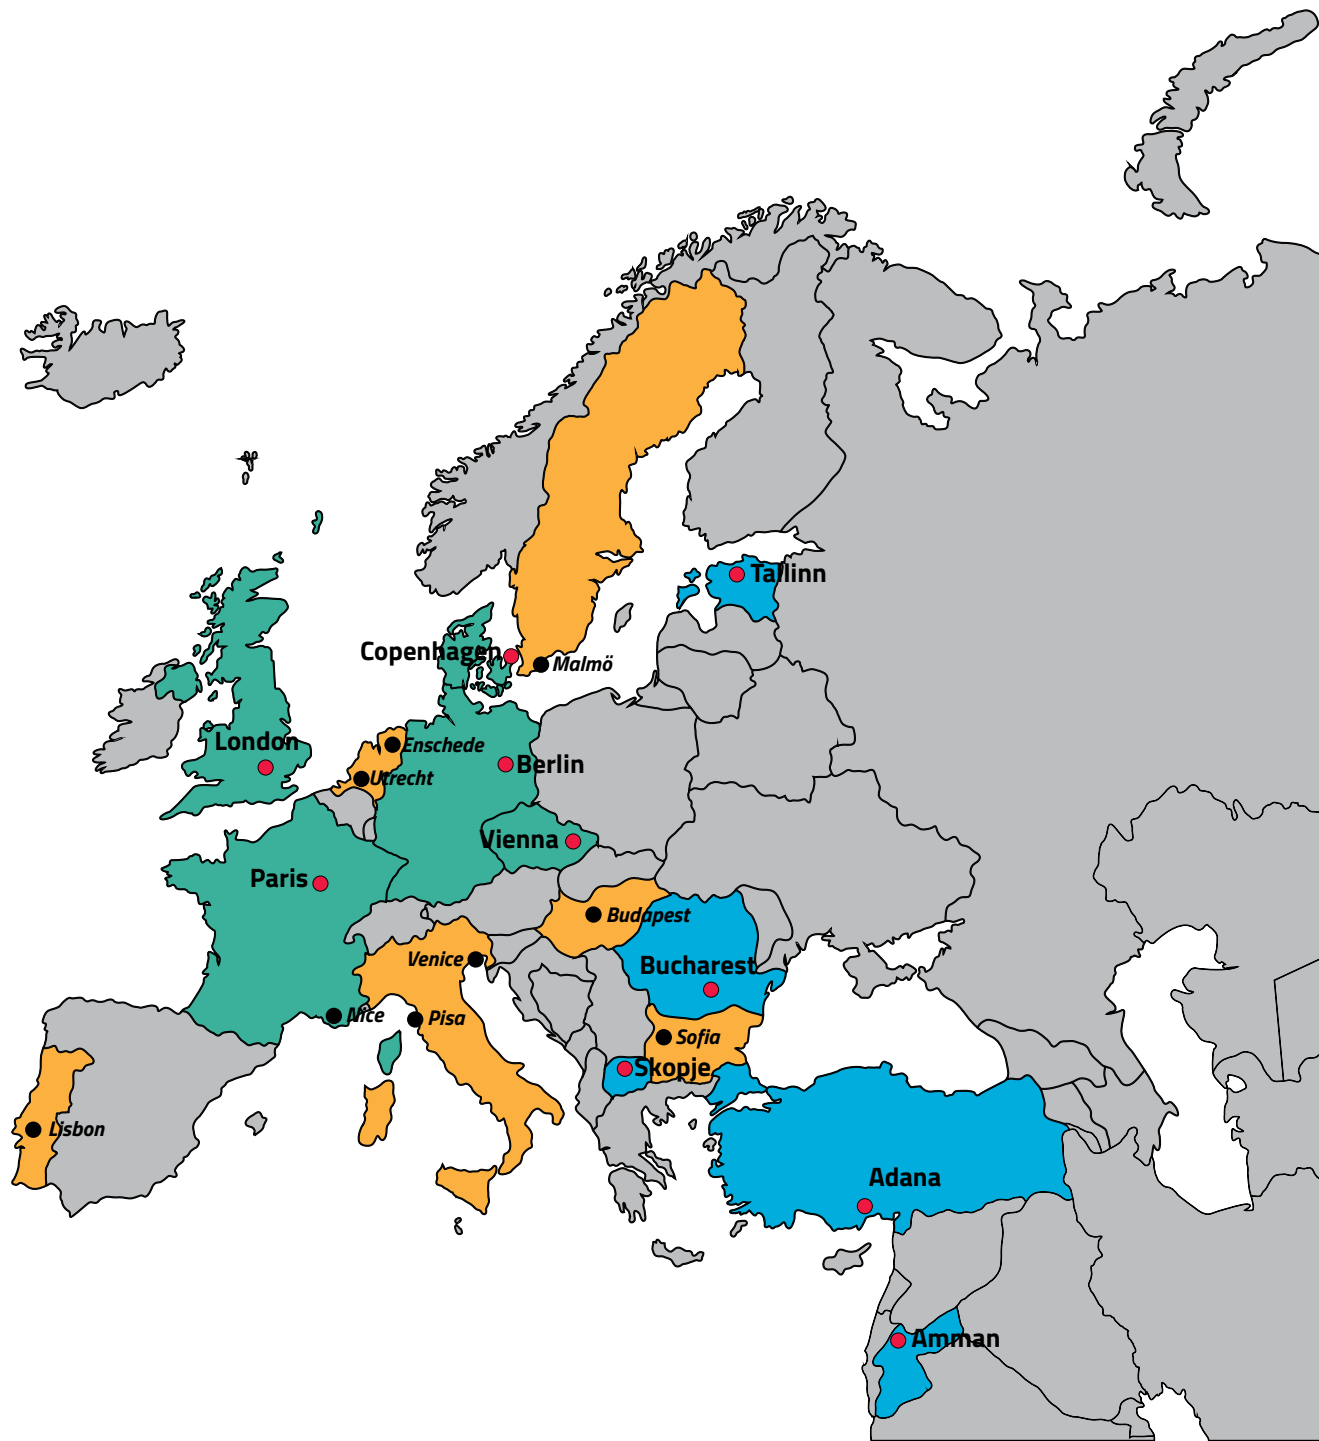 Tallinn
Copenhagen
Malmö
London
Enschede
Berlin
Utrecht
Vienna
Paris
Budapest
Venice
Bucharest
Nice
Pisa
Sofia
Skopje
Lisbon
Adana
Amman